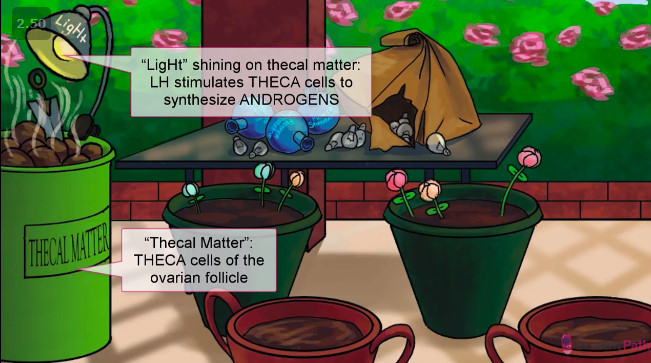 2.50
LigHt
“LigHt” shining on thecal matter:
LH stimulates THECA cells to
synthesize ANDROGENS
THECAL MATTER
“Thecal Matter”:
THECA cells of the
ovarian follicle